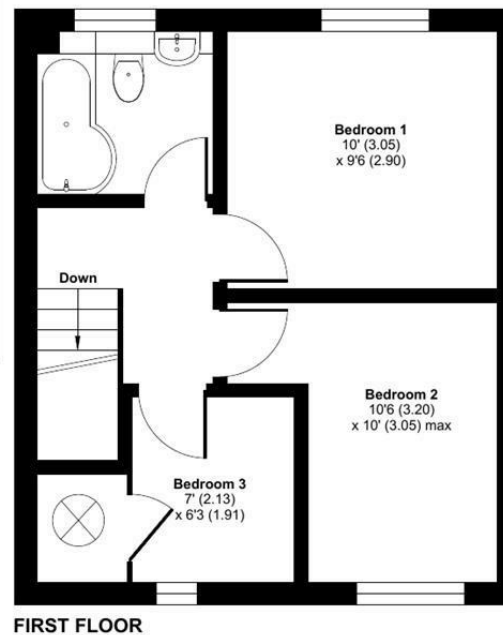 Bedroom 1
10' (3.05)
x 9'6 (2.90)
Down
Bedroom 2
10'6 (3.20)
x 10' (3.05) max
Bedroom 3
7' (2.13)
x 6'3 (1.91)
FIRST FLOOR